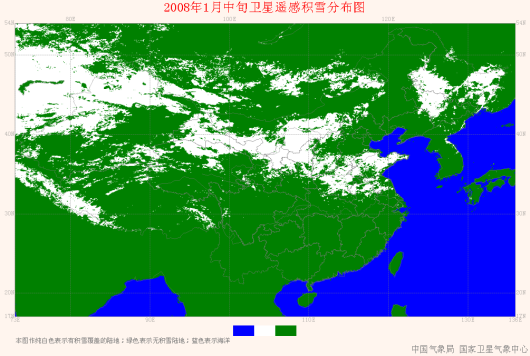 2008年1月中旬卫星遥感积雪分布图
本图作纯白色表示有积雪覆盖的陆地；绿色表示无积雪陆地；蓝色表示海洋
中国气象局 国家卫星气象中心